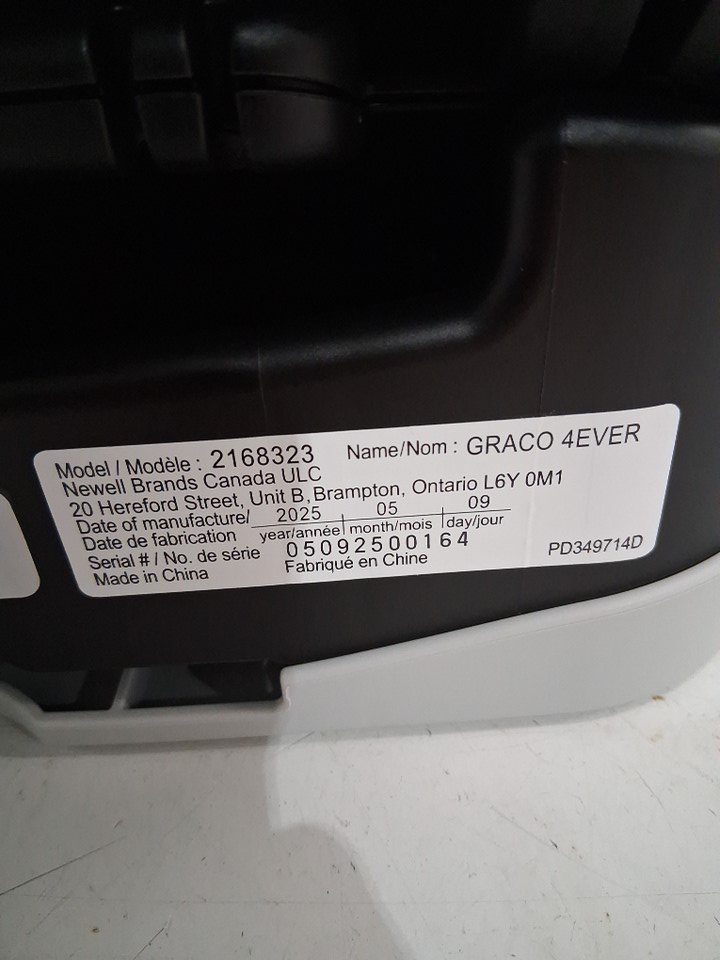 Model / Modèle : 2168323 Name/Nom : GRACO 4EVER
Newell Brands Canada ULC
20 Hereford Street, Unit B, Brampton, Ontario L6Y 0M1
Date of manufacture/ 2025 05 09
Date de fabrication year/année month/mois day/jour
Serial # / No. de série 05092500164
Made in China Fabriqué en Chine PD349714D